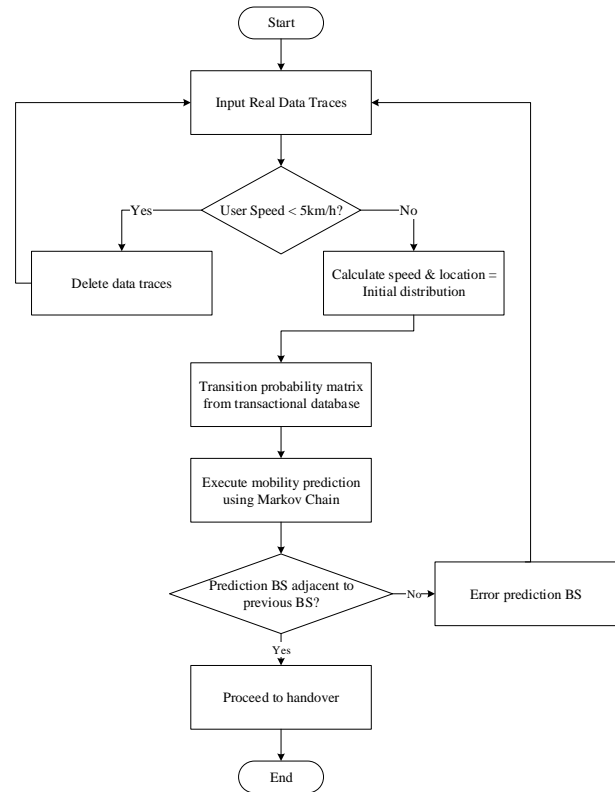 Start
Input Real Data Traces
User Speed < 5km/h?
Yes
No
Delete data traces
Calculate speed & location =
Initial distribution
Transition probability matrix
from transactional database
Execute mobility prediction
using Markov Chain
Prediction BS adjacent to
previous BS?
No
Error prediction BS
Yes
Proceed to handover
End